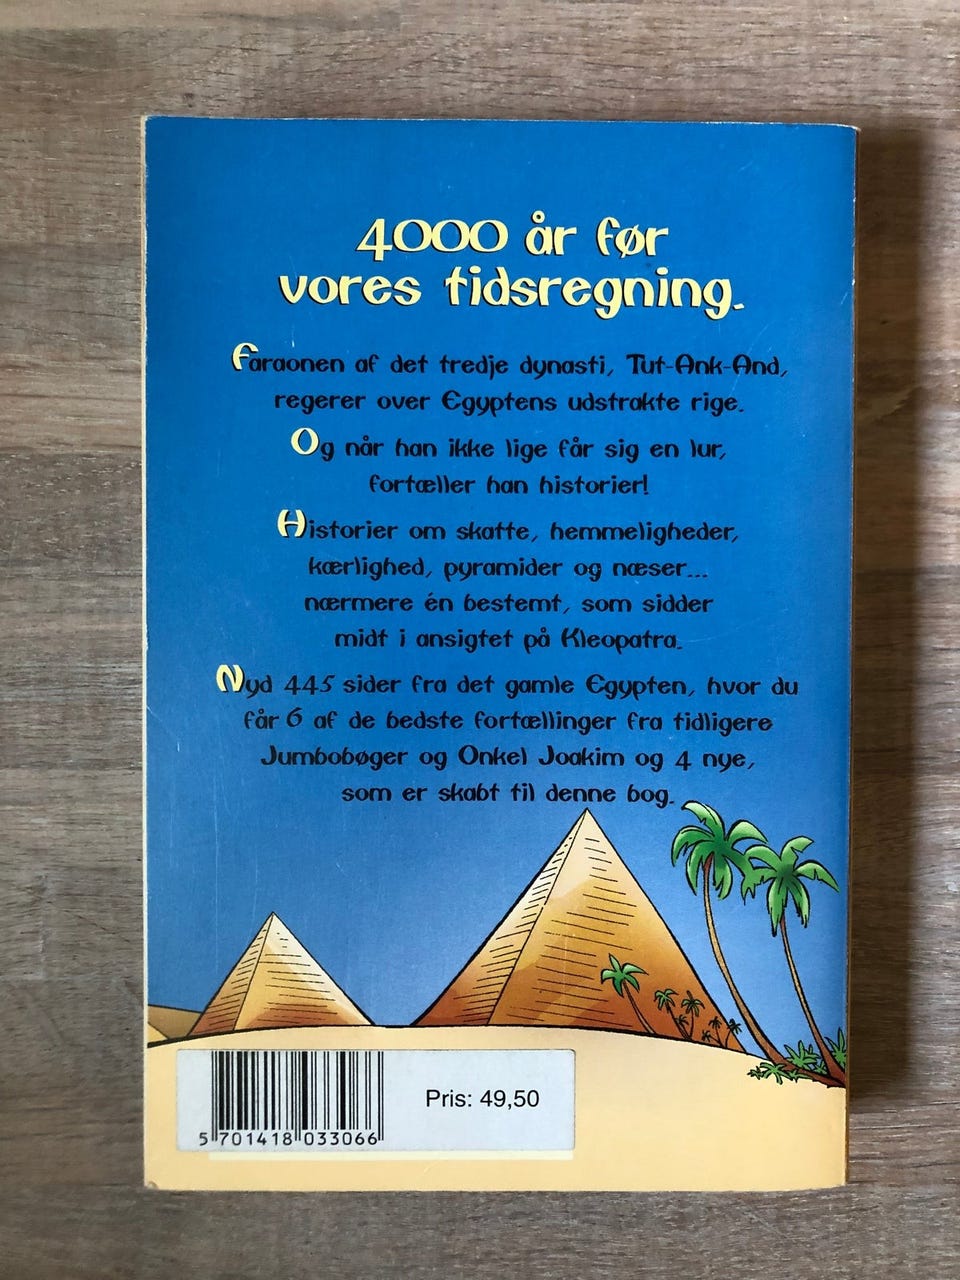 4000 år før
vores tidsregning.
Faraonen af det tredje dynasti, Tut-Ank-And,
regerer over Egyptens udstrakte rige.
Og når han ikke lige får sig en lur,
fortæller han historier!
Historier om skatte, hemmeligheder,
kærlighed, pyramider og næser...
nærmere én bestemt, som sidder
midt i ansigtet på Kleopatra.
Nyd 445 sider fra det gamle Egypten, hvor du
får 6 af de bedste fortællinger fra tidligere
Jumbobøger og Onkel Joakim og 4 nye,
som er skabt til denne bog.
Pris: 49,50
5 701418 033066